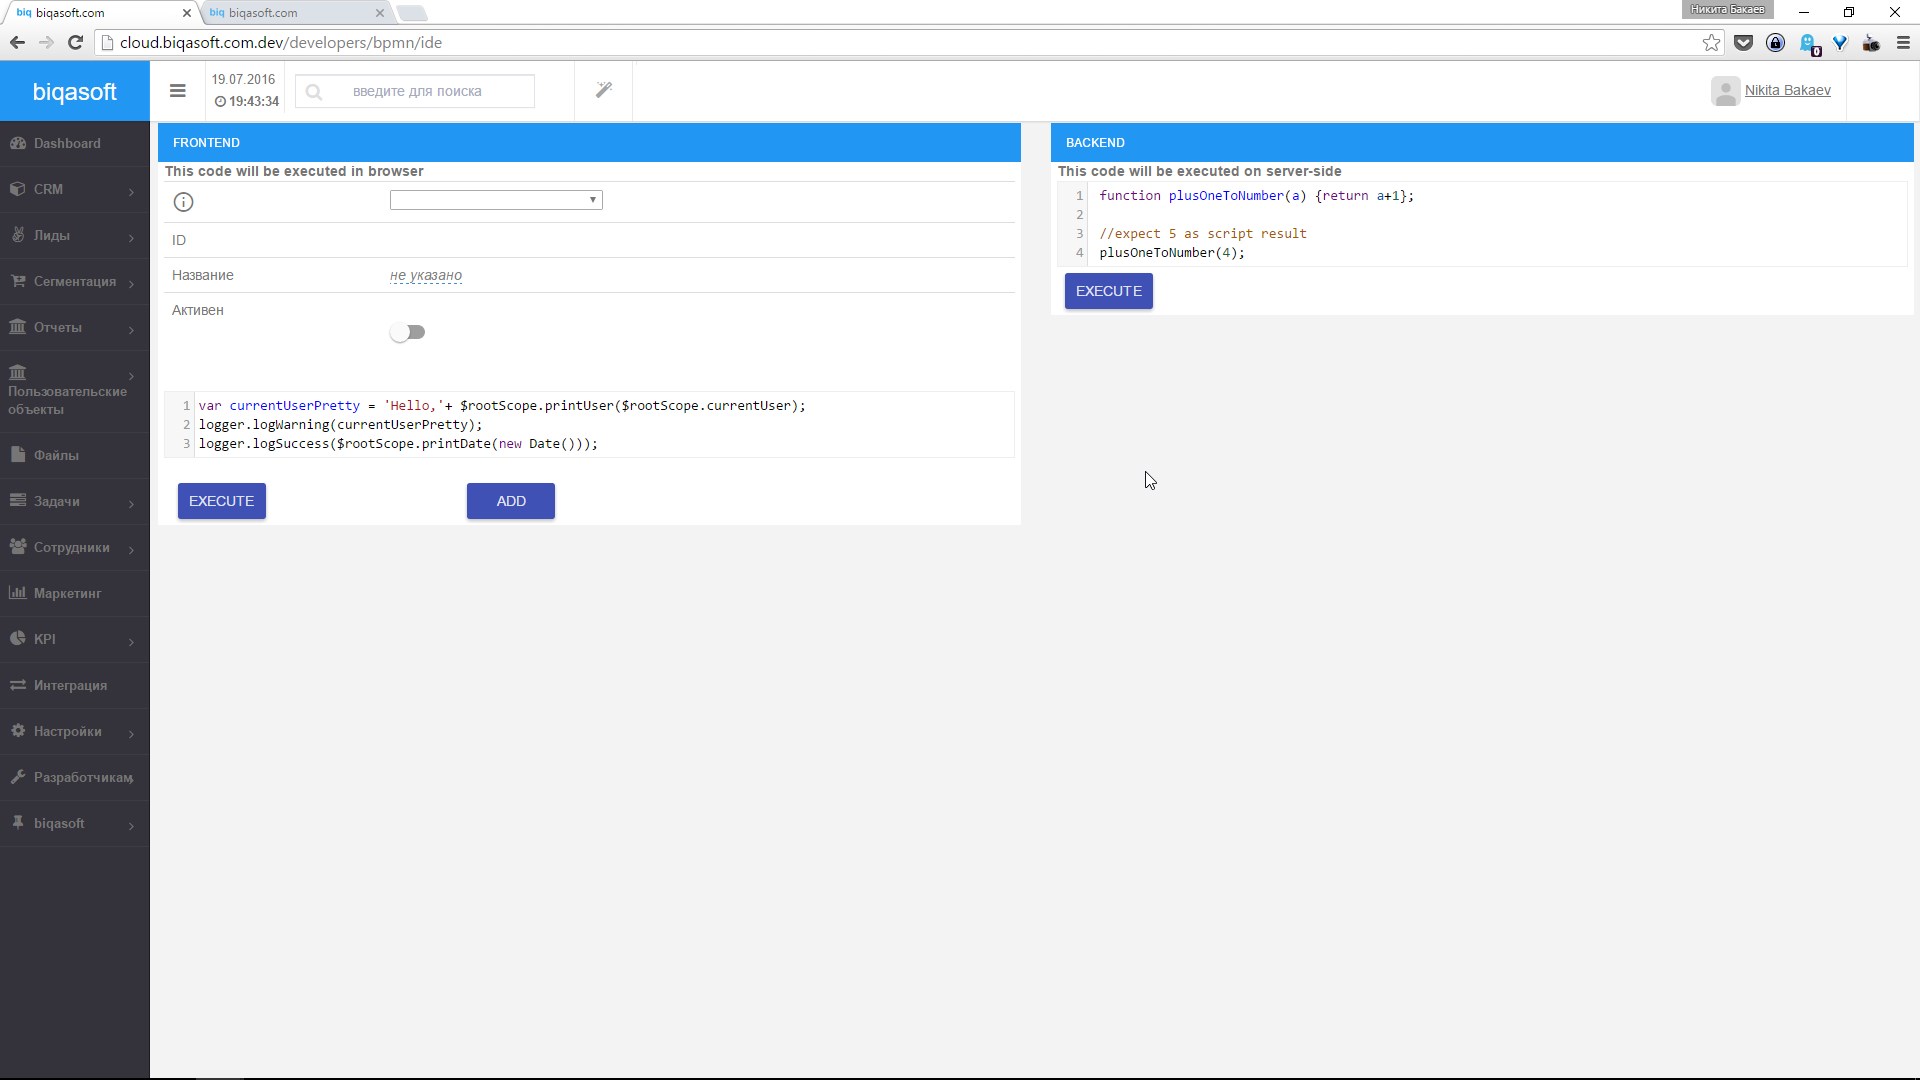 biq biqasoft.com
biq biqasoft.com
Никита Бакаев
cloud.biqasoft.com.dev/developers/bpmn/ide
0
biqasoft
19.07.2016
19:43:34
введите для поиска
Nikita Bakaev
Dashboard
CRM
Лиды
Сегментация
Отчеты
Пользовательские
объекты
Файлы
Задачи
Сотрудники
Маркетинг
KPI
Интеграция
Настройки
Разработчикам
biqasoft
FRONTEND
This code will be executed in browser
ID
Название не указано
Активен
1 var currentUserPretty = 'Hello,'+ $rootScope.printUser($rootScope.currentUser);
2 logger.logWarning(currentUserPretty);
3 logger.logSuccess($rootScope.printDate(new Date()));
EXECUTE ADD
BACKEND
This code will be executed on server-side
1 function plusOneToNumber(a) {return a+1};
2
3 //expect 5 as script result
4 plusOneToNumber(4);
EXECUTE